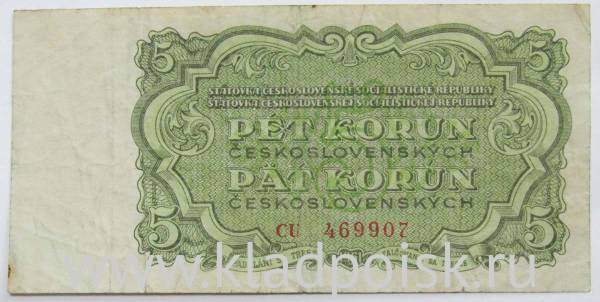 5 5
STÁTOVKA ČESKOSLOVENSKÉ SOCIALISTICKÉ REPUBLIKY
ŠTÁTOVKA ČESKOSLOVENSKEJ SOCIALISTICKEJ REPUBLIKY
PĚT KORUN
ČESKOSLOVENSKÝCH
PÄŤ KORÚN
ČESKOSLOVENSKÝCH
5 5
CU 469907
www.kladpoisk.ru